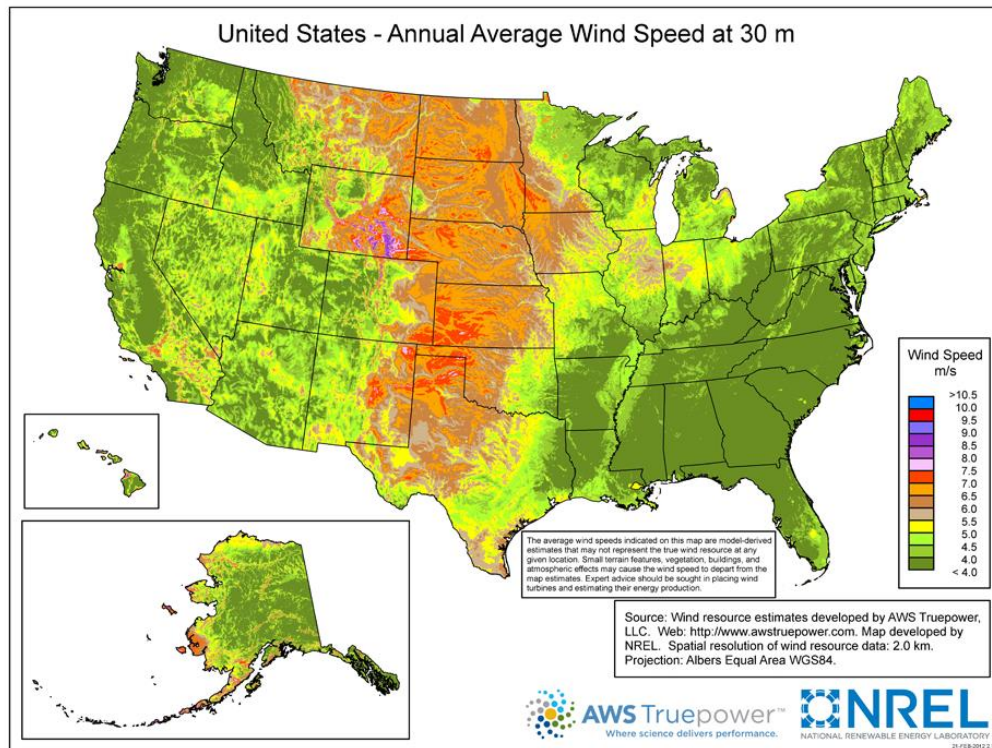 United States - Annual Average Wind Speed at 30 m
Wind Speed
m/s
>10.5
10.0
9.5
9.0
8.5
8.0
7.5
7.0
6.5
6.0
5.5
5.0
4.5
4.0
< 4.0
The average wind speeds indicated on this map are model-derived
estimates that may not represent the true wind resource at any
given location. Small terrain features, vegetation, buildings, and
atmospheric effects may cause the wind speed to depart from the
map estimates. Expert advice should be sought in placing wind
turbines and estimating their energy production.
Source: Wind resource estimates developed by AWS Truepower,
LLC. Web: http://www.awstruepower.com. Map developed by
NREL. Spatial resolution of wind resource data: 2.0 km.
Projection: Albers Equal Area WGS84.
AWS Truepower™
Where science delivers performance.
NREL
NATIONAL RENEWABLE ENERGY LABORATORY